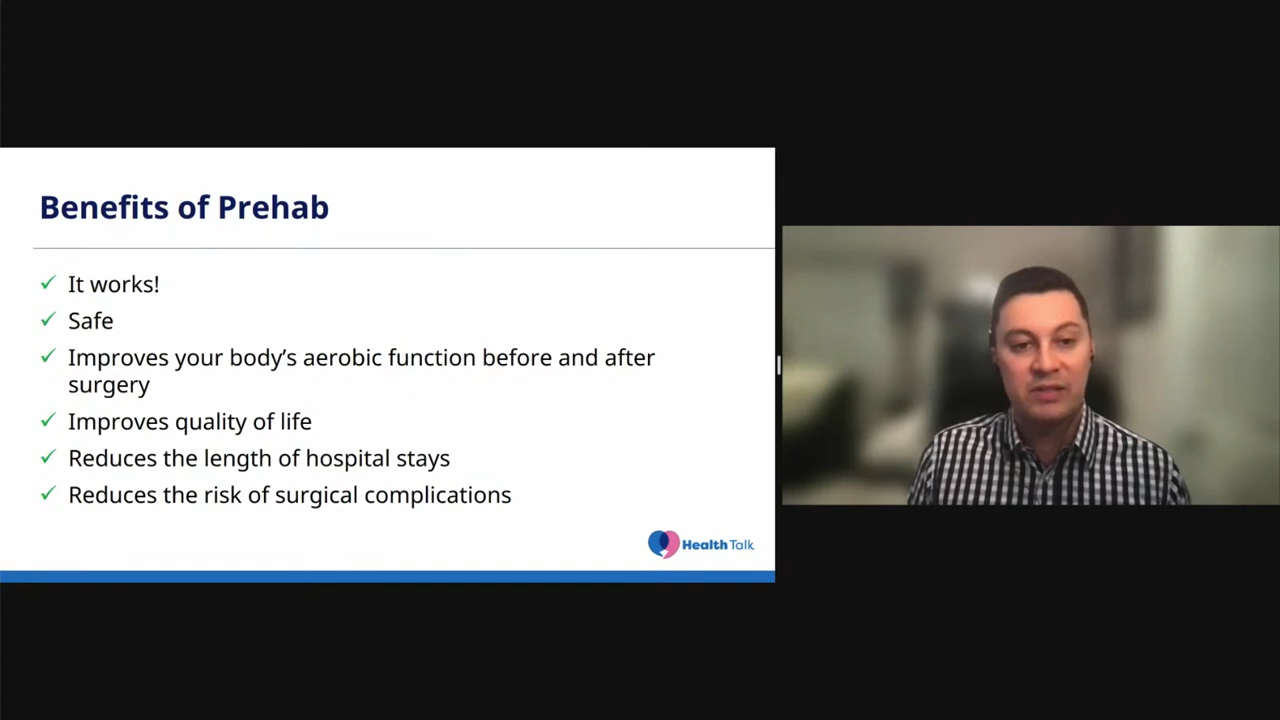 Benefits of Prehab
✓ It works!
✓ Safe
✓ Improves your body’s aerobic function before and after
surgery
✓ Improves quality of life
✓ Reduces the length of hospital stays
✓ Reduces the risk of surgical complications
Health Talk